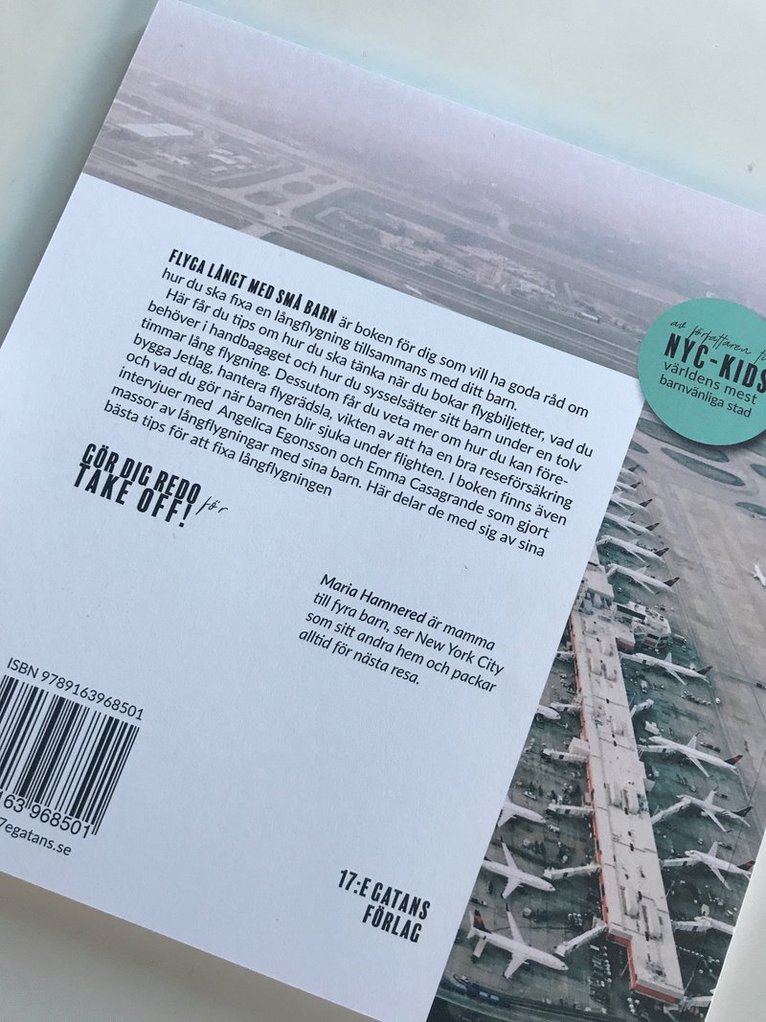 FLYGA LÅNGT MED SMÅ BARN är boken för dig som vill ha goda råd om
hur du ska fixa en långflygning tillsammans med ditt barn.
Här får du tips om hur du ska tänka när du bokar flygbiljetter, vad du
behöver i handbagaget och hur du sysselsätter sitt barn under en tolv
timmar lång flygning. Dessutom får du veta mer om hur du kan före-
bygga Jetlag, hantera flygrädsla, vikten av att ha en bra reseförsäkring
och vad du gör när barnen blir sjuka under flighten. I boken finns även
intervjuer med Angelica Egonsson och Emma Casagrande som gjort
massor av långflygningar med sina barn. Här delar de med sig av sina
bästa tips för att fixa långflygningen
GÖR DIG REDO för
TAKE OFF!
av författaren
NYC-KIDS
världens mest
barnvänliga stad
Maria Hamnered är mamma
till fyra barn, ser New York City
som sitt andra hem och packar
alltid för nästa resa.
ISBN 9789163968501
163 968501
7egatans.se
17:E GATANS
FÖRLAG